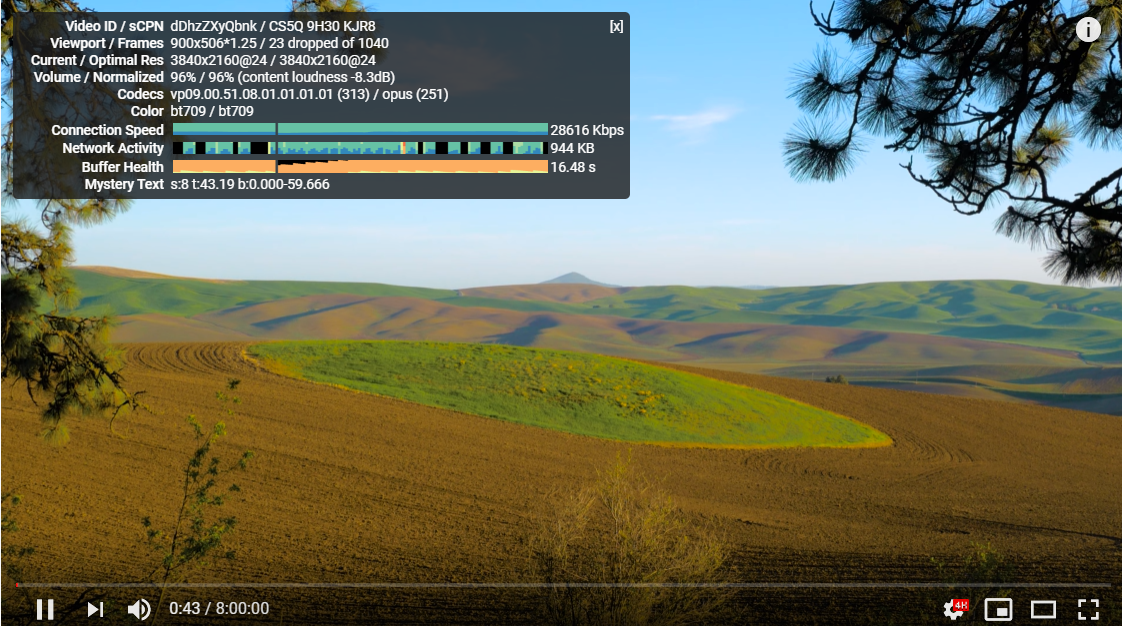 Video ID / sCPN dDhzZXyQbnk / CS5Q 9H30 KJR8 [x]
Viewport / Frames 900x506*1.25 / 23 dropped of 1040
Current / Optimal Res 3840x2160@24 / 3840x2160@24
Volume / Normalized 96% / 96% (content loudness -8.3dB)
Codecs vp09.00.51.08.01.01.01.01 (313) / opus (251)
Color bt709 / bt709
Connection Speed 28616 Kbps
Network Activity 944 KB
Buffer Health 16.48 s
Mystery Text s:8 t:43.19 b:0.000-59.666
i
0:43 / 8:00:00 4K